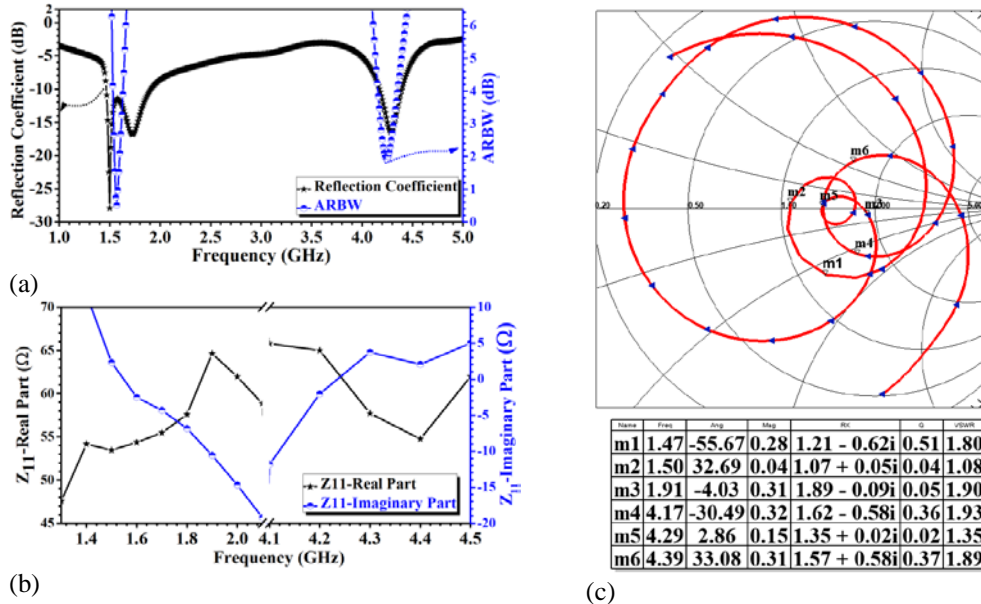 (a)
2
0
-5
-10
-15
-20
-25
-30
Reflection Coefficient (dB)
6
5
4
3
2
1
0
ARBW (dB)
Reflection Coefficient
ARBW
1.0 1.5 2.0 2.5 3.0 3.5 4.0 4.5 5.0
Frequency (GHz)
(b)
70
65
60
55
50
45
Z11-Real Part (Ω)
10
5
0
-5
-10
-15
-20
Z11-Imaginary Part (Ω)
Z11-Real Part
Z11-Imaginary Part
1.4 1.6 1.8 2.0 4.1 4.2 4.3 4.4 4.5
Frequency (GHz)
(c)
m6
m2
m5
m3
0.20 0.50 1.00 2.00 5.00
m4
m1
Name Freq Ang Mag RX Q VSWR
m1 1.47 -55.67 0.28 1.21 - 0.62i 0.51 1.80
m2 1.50 32.69 0.04 1.07 + 0.05i 0.04 1.08
m3 1.91 -4.03 0.31 1.89 - 0.09i 0.05 1.90
m4 4.17 -30.49 0.32 1.62 - 0.58i 0.36 1.93
m5 4.29 2.86 0.15 1.35 + 0.02i 0.02 1.35
m6 4.39 33.08 0.31 1.57 + 0.58i 0.37 1.89